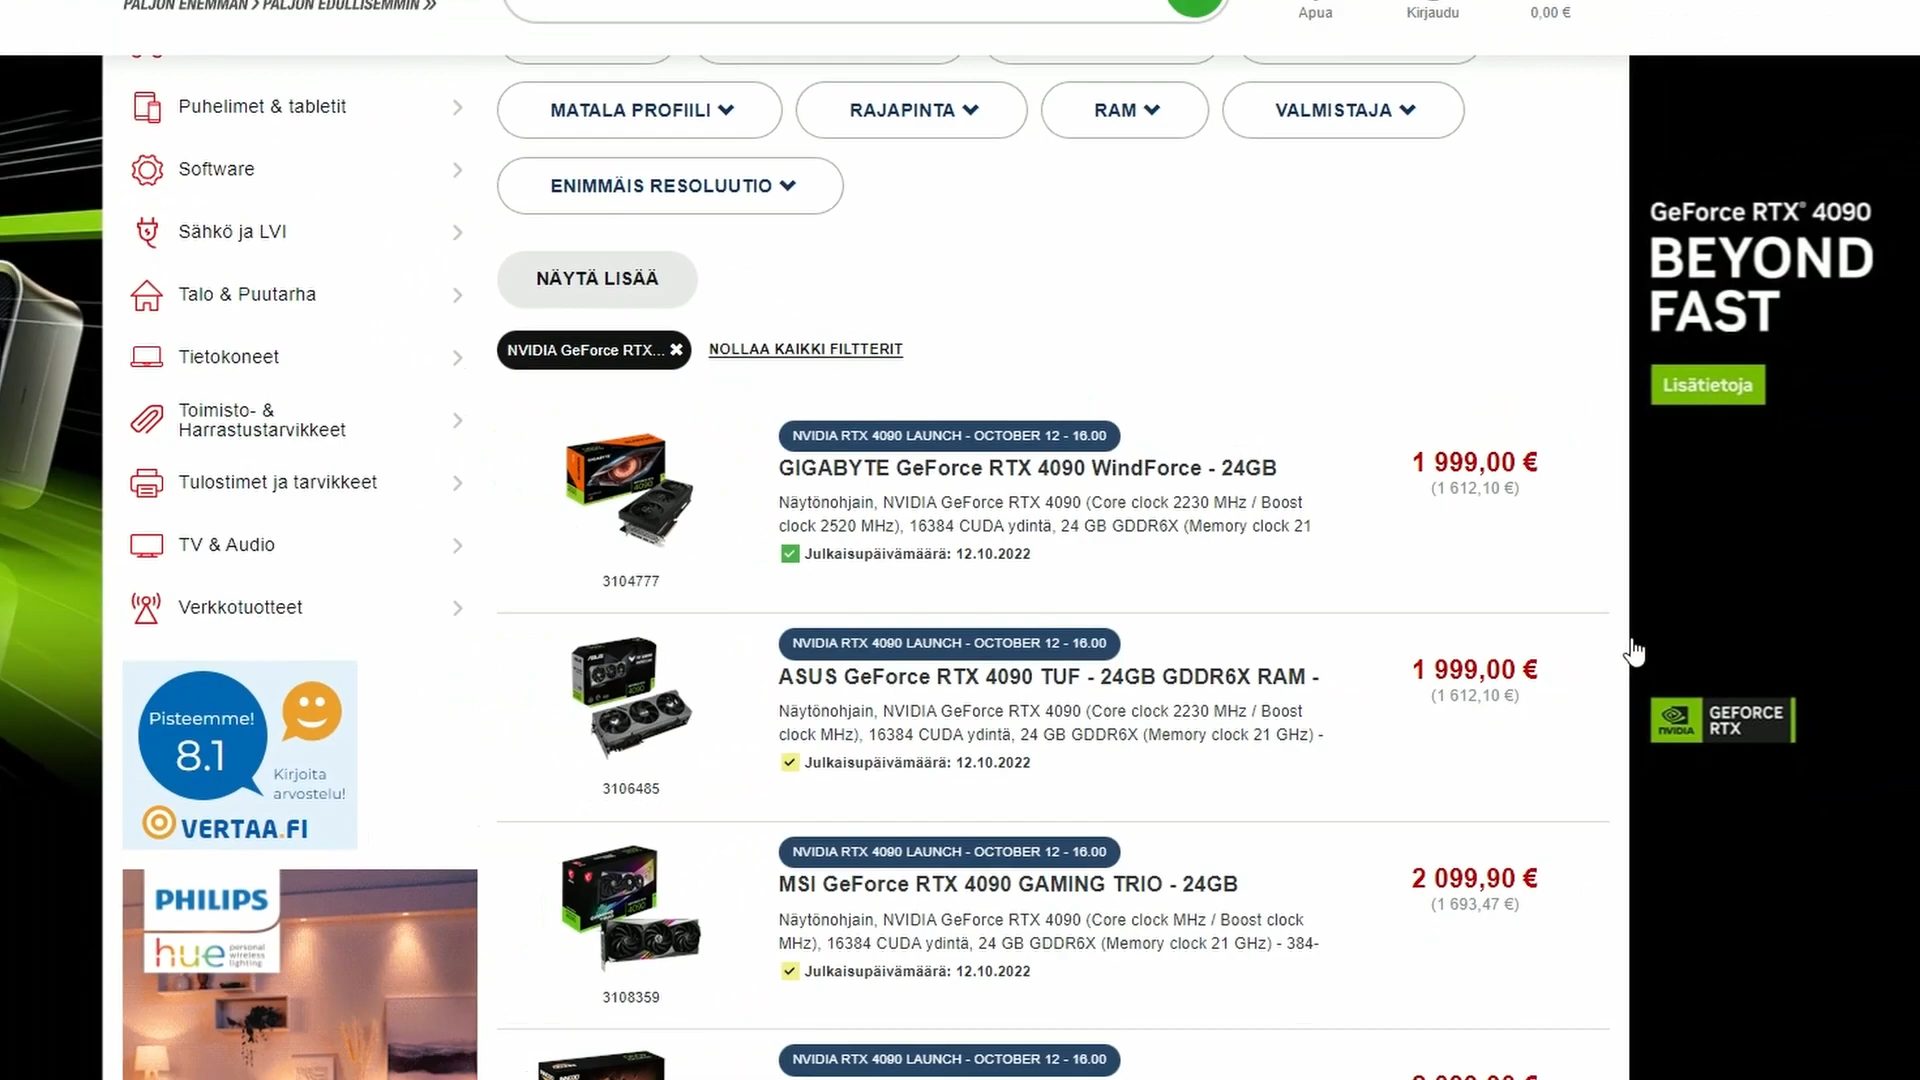 PALJON ENEMMÄN > PALJON EDULLISEMMIN »
Apua
Kirjaudu
0,00 €
Puhelimet & tabletit
Software
Sähkö ja LVI
Talo & Puutarha
Tietokoneet
Toimisto- &
Harrastustarvikkeet
Tulostimet ja tarvikkeet
TV & Audio
Verkkotuotteet
Pisteemme!
8.1
Kirjoita
arvostelu!
VERTAA.FI
PHILIPS
hue personal
wireless
lighting
MATALA PROFIILI
RAJAPINTA
RAM
VALMISTAJA
ENIMMÄIS RESOLUUTIO
NÄYTÄ LISÄÄ
NVIDIA GeForce RTX...
NOLLAA KAIKKI FILTTERIT
NVIDIA RTX 4090 LAUNCH - OCTOBER 12 - 16.00
GIGABYTE GeForce RTX 4090 WindForce - 24GB
Näytönohjain, NVIDIA GeForce RTX 4090 (Core clock 2230 MHz / Boost
clock 2520 MHz), 16384 CUDA ydintä, 24 GB GDDR6X (Memory clock 21
Julkaisupäivämäärä: 12.10.2022
3104777
1 999,00 €
(1 612,10 €)
NVIDIA RTX 4090 LAUNCH - OCTOBER 12 - 16.00
ASUS GeForce RTX 4090 TUF - 24GB GDDR6X RAM -
Näytönohjain, NVIDIA GeForce RTX 4090 (Core clock 2230 MHz / Boost
clock MHz), 16384 CUDA ydintä, 24 GB GDDR6X (Memory clock 21 GHz) -
Julkaisupäivämäärä: 12.10.2022
3106485
1 999,00 €
(1 612,10 €)
NVIDIA RTX 4090 LAUNCH - OCTOBER 12 - 16.00
MSI GeForce RTX 4090 GAMING TRIO - 24GB
Näytönohjain, NVIDIA GeForce RTX 4090 (Core clock MHz / Boost clock
MHz), 16384 CUDA ydintä, 24 GB GDDR6X (Memory clock 21 GHz) - 384-
Julkaisupäivämäärä: 12.10.2022
3108359
2 099,90 €
(1 693,47 €)
NVIDIA RTX 4090 LAUNCH - OCTOBER 12 - 16.00
GeForce RTX® 4090
BEYOND
FAST
Lisätietoja
NVIDIA
GEFORCE
RTX